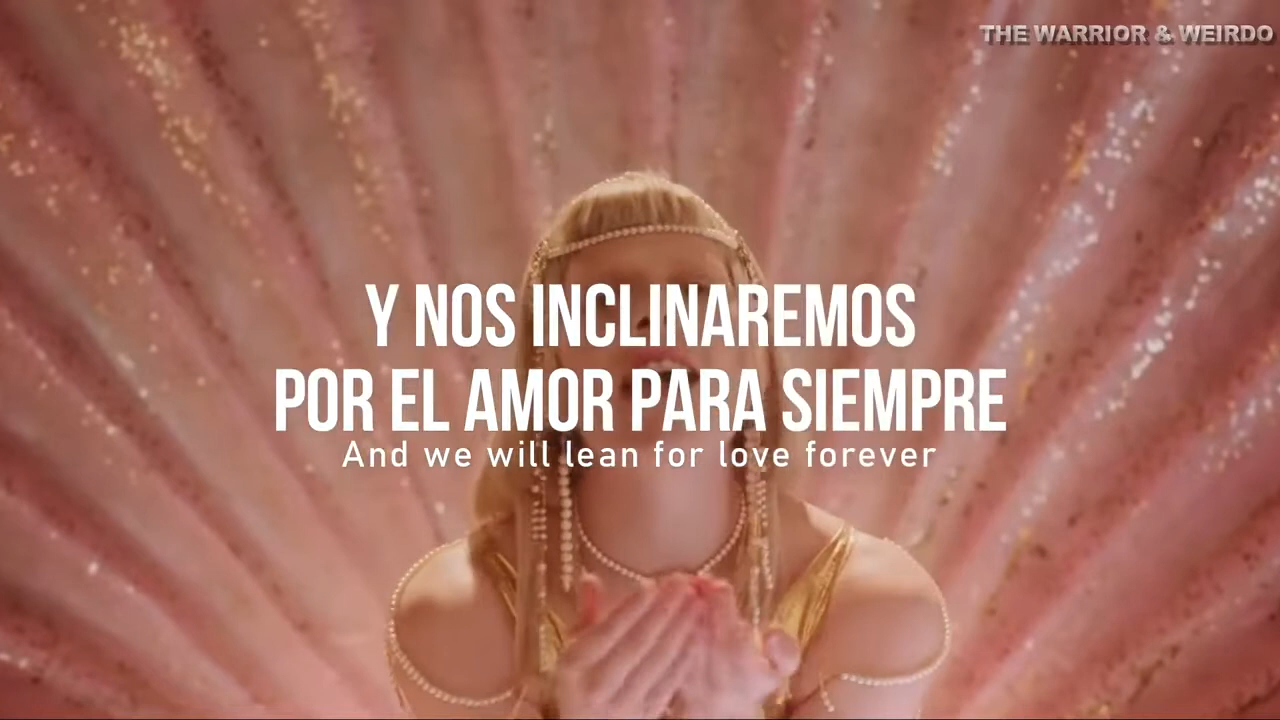 THE WARRIOR & WEIRDO
Y NOS INCLINAREMOS
POR EL AMOR PARA SIEMPRE
And we will lean for love forever